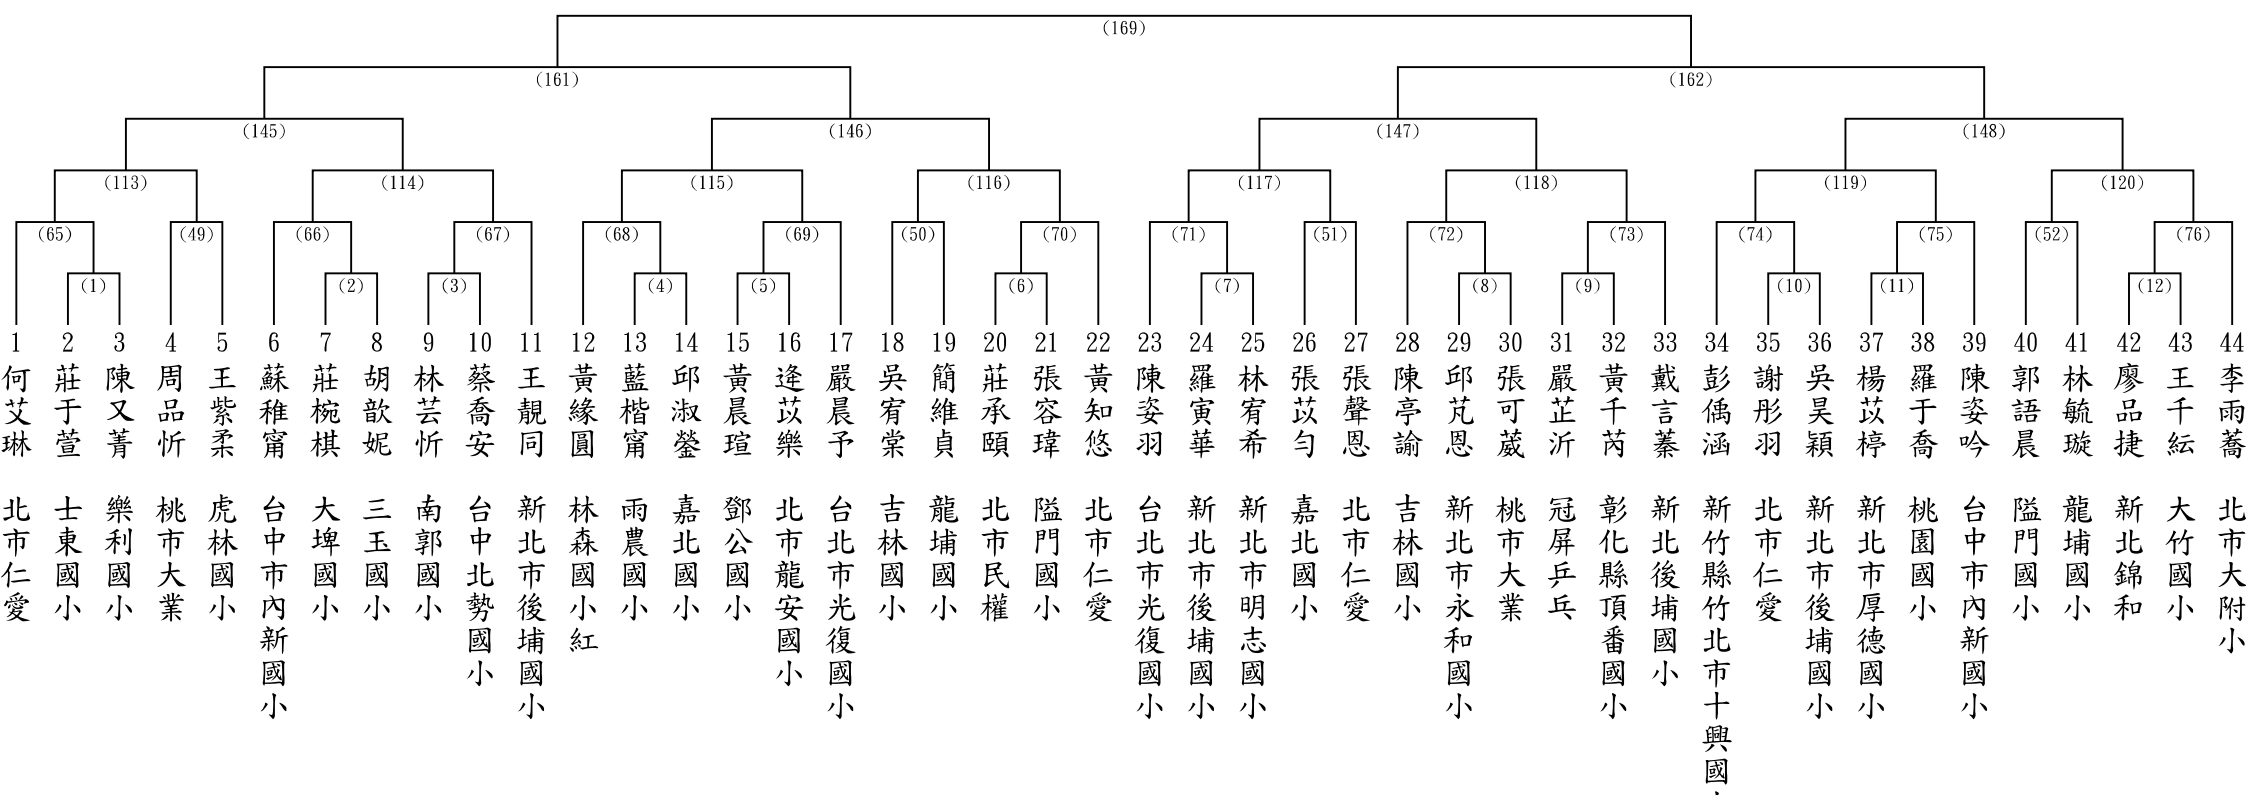 (169)
(161) (162)
(145) (146) (147) (148)
(113) (114) (115) (116) (117) (118) (119) (120)
(65) (49) (66) (67) (68) (69) (50) (70) (71) (51) (72) (73) (74) (75) (52) (76)
(1) (2) (3) (4) (5) (6) (7) (8) (9) (10) (11) (12)
1 何艾琳 北市仁愛
2 莊于萱 士東國小
3 陳又菁 樂利國小
4 周品忻 桃市大業
5 王紫柔 虎林國小
6 蘇稚甯 台中市內新國小
7 莊椀棋 大埤國小
8 胡歆妮 三玉國小
9 林芸忻 南郭國小
10 蔡喬安 台中北勢國小
11 王靚同 新北市後埔國小
12 黃緣圓 林森國小紅
13 藍楷甯 雨農國小
14 邱淑鎣 嘉北國小
15 黃晨瑄 鄧公國小
16 逄苡樂 北市龍安國小
17 嚴晨予 台北市光復國小
18 吳宥棠 吉林國小
19 簡維貞 龍埔國小
20 莊承頤 北市民權
21 張容瑋 隘門國小
22 黃知悠 北市仁愛
23 陳姿羽 台北市光復國小
24 羅寅華 新北市後埔國小
25 林宥希 新北市明志國小
26 張苡勻 嘉北國小
27 張聲恩 北市仁愛
28 陳亭諭 吉林國小
29 邱芃恩 新北市永和國小
30 張可葳 桃市大業
31 嚴芷沂 冠屏乒乓
32 黃千芮 彰化縣頂番國小
33 戴言蓁 新北後埔國小
34 彭僑涵 新竹縣竹北市十興國
35 謝彤羽 北市仁愛
36 吳昊穎 新北市後埔國小
37 楊苡楟 新北市厚德國小
38 羅于喬 桃園國小
39 陳姿吟 台中市內新國小
40 郭語晨 隘門國小
41 林毓璇 龍埔國小
42 廖品捷 新北錦和
43 王千紜 大竹國小
44 李雨蕎 北市大附小